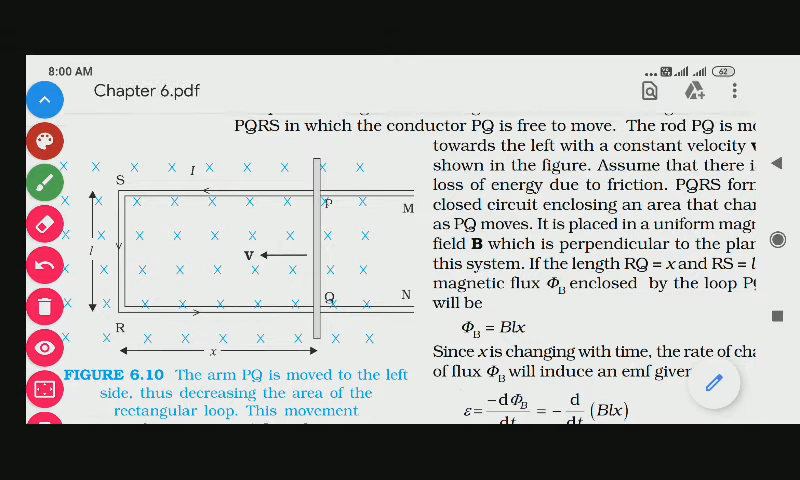 8:00 AM
62
Chapter 6.pdf
PQRS in which the conductor PQ is free to move. The rod PQ is
towards the left with a constant velocity
shown in the figure. Assume that there
loss of energy due to friction. PQRS
closed circuit enclosing an area that
as PQ moves. It is placed in a uniform
field B which is perpendicular to the
this system. If the length RQ = x and RS = l
magnetic flux Φ_B enclosed by the loop
will be
Φ_B = Blx
Since x is changing with time, the rate of
of flux Φ_B will induce an emf
ε = -dΦ_B/dt = - d/dt (Blx)
S
I
P
M
l
v
Q
N
R
x
FIGURE 6.10 The arm PQ is moved to the left
side, thus decreasing the area of the
rectangular loop. This movement